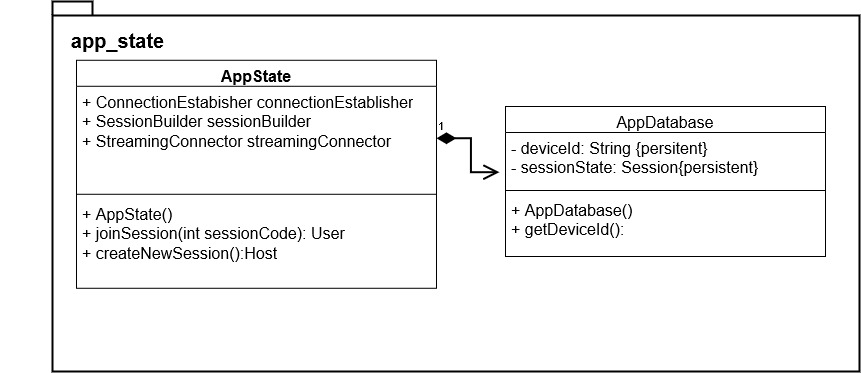 app_state
AppState
+ ConnectionEstabisher connectionEstablisher
+ SessionBuilder sessionBuilder
+ StreamingConnector streamingConnector
+ AppState()
+ joinSession(int sessionCode): User
+ createNewSession():Host
1
AppDatabase
- deviceId: String {persitent}
- sessionState: Session{persistent}
+ AppDatabase()
+ getDeviceId():